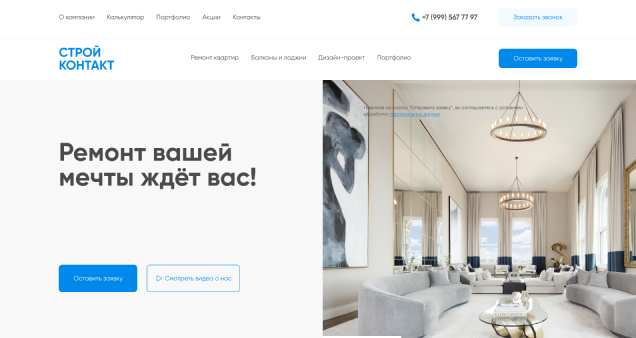 О компании Калькулятор Портфолио Акции Контакты +7 (999) 567 77 97 Заказать звонок
СТРОЙ
КОНТАКТ
Ремонт квартир Балконы и лоджии Дизайн-проект Портфолио Оставить заявку
Нажимая на кнопку "Отправить заявку", вы соглашаетесь с условиями
обработки персональных данных
Ремонт вашей
мечты ждёт вас!
Оставить заявку Смотреть видео о нас